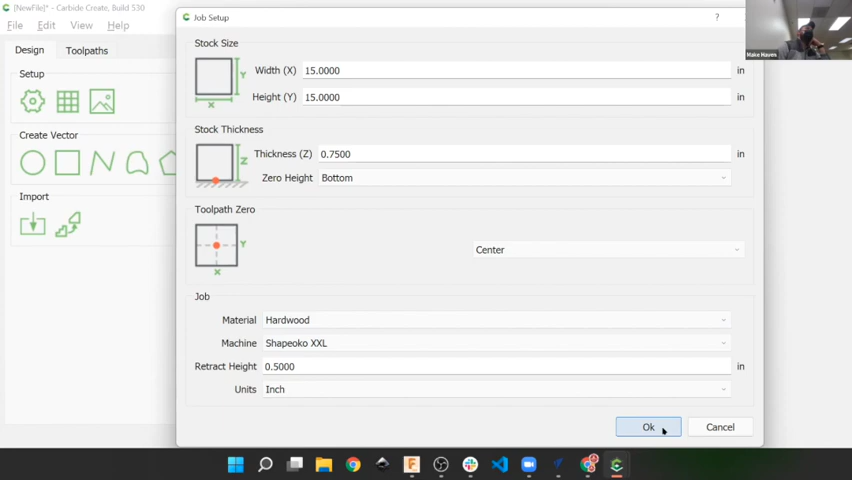 [NewFile]* - Carbide Create, Build 530
File Edit View Help
Design Toolpaths
Setup
Create Vector
Import
Job Setup
?
Stock Size
Y
X
Width (X) 15.0000 in
Height (Y) 15.0000 in
Stock Thickness
Z
Thickness (Z) 0.7500 in
Zero Height Bottom
Toolpath Zero
Y
X
Center
Job
Material Hardwood
Machine Shapeoko XXL
Retract Height 0.5000 in
Units Inch
Ok Cancel
Make Haven